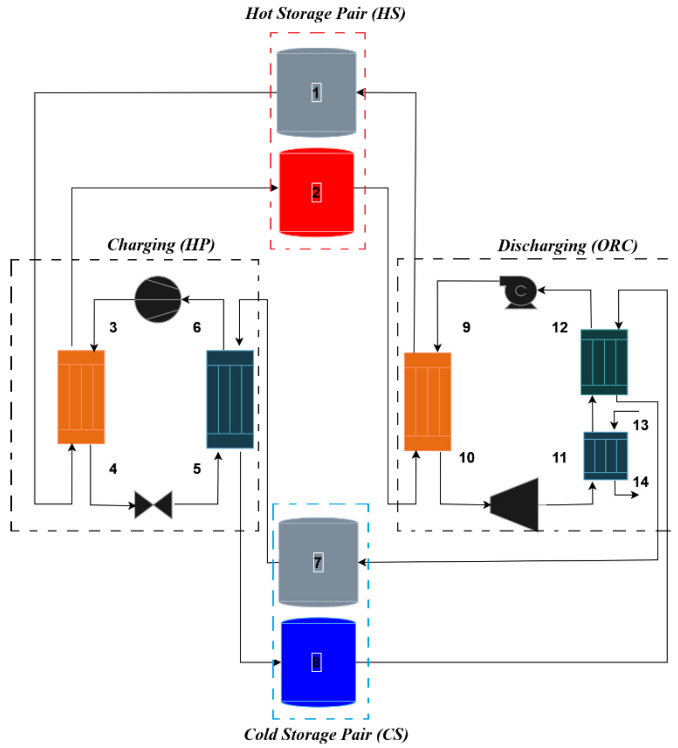 Hot Storage Pair (HS)
1
2
Charging (HP)
Discharging (ORC)
3
6
C
9
12
4
5
10
11
13
14
7
8
Cold Storage Pair (CS)